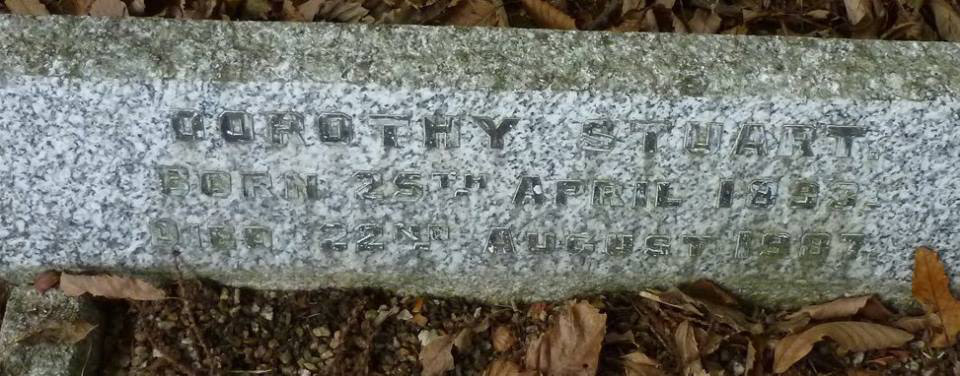 DOROTHY STUART.
BORN 25TH APRIL 1893.
DIED 22ND AUGUST 1987.